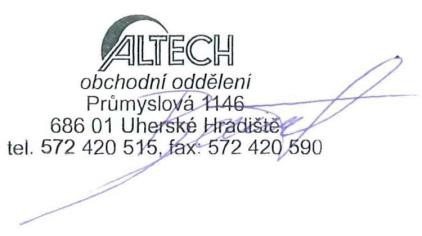 ALTECH
obchodní oddělení
Průmyslová 1146
686 01 Uherské Hradiště
tel. 572 420 515, fax: 572 420 590